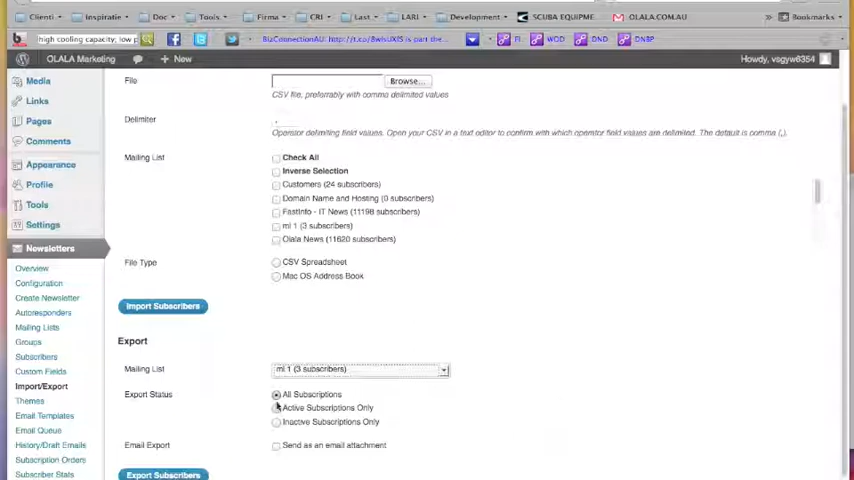 Clienti
Inspiratie
Doc
Tools
Firma
CRI
Last
LARI
Development
SCUBA EQUIPME
OLALA.COM.AU
»
Bookmarks
high cooling capacity; low p
BizConnectionAU: http://t.co/8wlsUXIS is part the...
FI
WOD
DND
DNBP
OLALA Marketing
+ New
Howdy, vsgyw6354
Media
Links
Pages
Comments
Appearance
Profile
Tools
Settings
Newsletters
Overview
Configuration
Create Newsletter
Autoresponders
Mailing Lists
Groups
Subscribers
Custom Fields
Import/Export
Themes
Email Templates
Email Queue
History/Draft Emails
Subscription Orders
Subscriber Stats
File
Browse...
CSV file, preferrably with comma delimited values
Delimiter
,
Operator delimiting field values. Open your CSV in a text editor to confirm with which operator field values are delimited. The default is comma (,).
Mailing List
Check All
Inverse Selection
Customers (24 subscribers)
Domain Name and Hosting (0 subscribers)
FastInfo - IT News (11198 subscribers)
ml 1 (3 subscribers)
Olala News (11620 subscribers)
File Type
CSV Spreadsheet
Mac OS Address Book
Import Subscribers
Export
Mailing List
ml 1 (3 subscribers)
Export Status
All Subscriptions
Active Subscriptions Only
Inactive Subscriptions Only
Email Export
Send as an email attachment
Export Subscribers